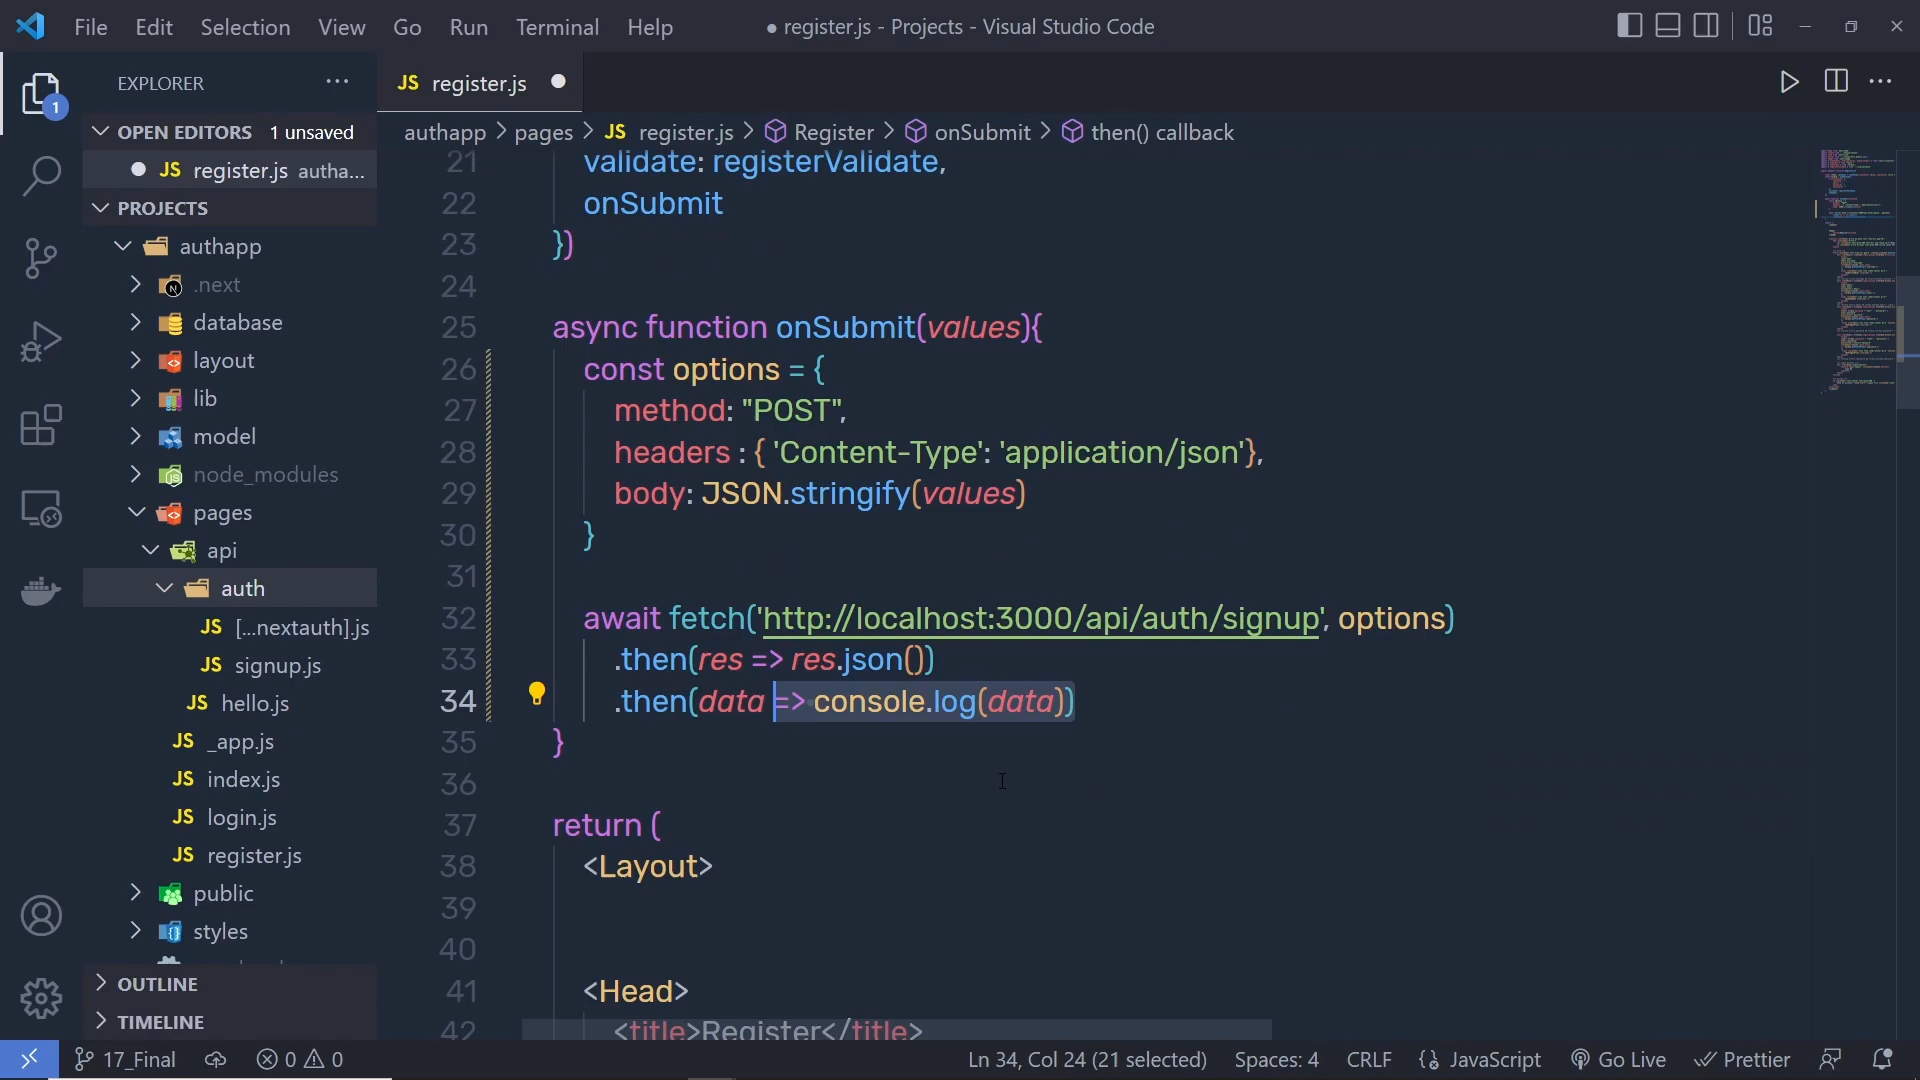 File Edit Selection View Go Run Terminal Help
● register.js - Projects - Visual Studio Code
1
EXPLORER ···
OPEN EDITORS 1 unsaved
JS register.js autha...
PROJECTS
authapp
.next
database
layout
lib
model
node_modules
pages
api
auth
JS [...nextauth].js
JS signup.js
JS hello.js
JS _app.js
JS index.js
JS login.js
JS register.js
public
styles
OUTLINE
TIMELINE
JS register.js
authapp > pages > JS register.js > Register > onSubmit > then() callback
21 validate: registerValidate,
22 onSubmit
23 })
24
25 async function onSubmit(values){
26 const options = {
27 method: "POST",
28 headers : { 'Content-Type': 'application/json'},
29 body: JSON.stringify(values)
30 }
31
32 await fetch('http://localhost:3000/api/auth/signup', options)
33 .then(res => res.json())
34 .then(data => console.log(data))
35 }
36
37 return (
38 <Layout>
39
40
41 <Head>
42 <title>Register</title>
17_Final 0 0 Ln 34, Col 24 (21 selected) Spaces: 4 CRLF JavaScript Go Live Prettier